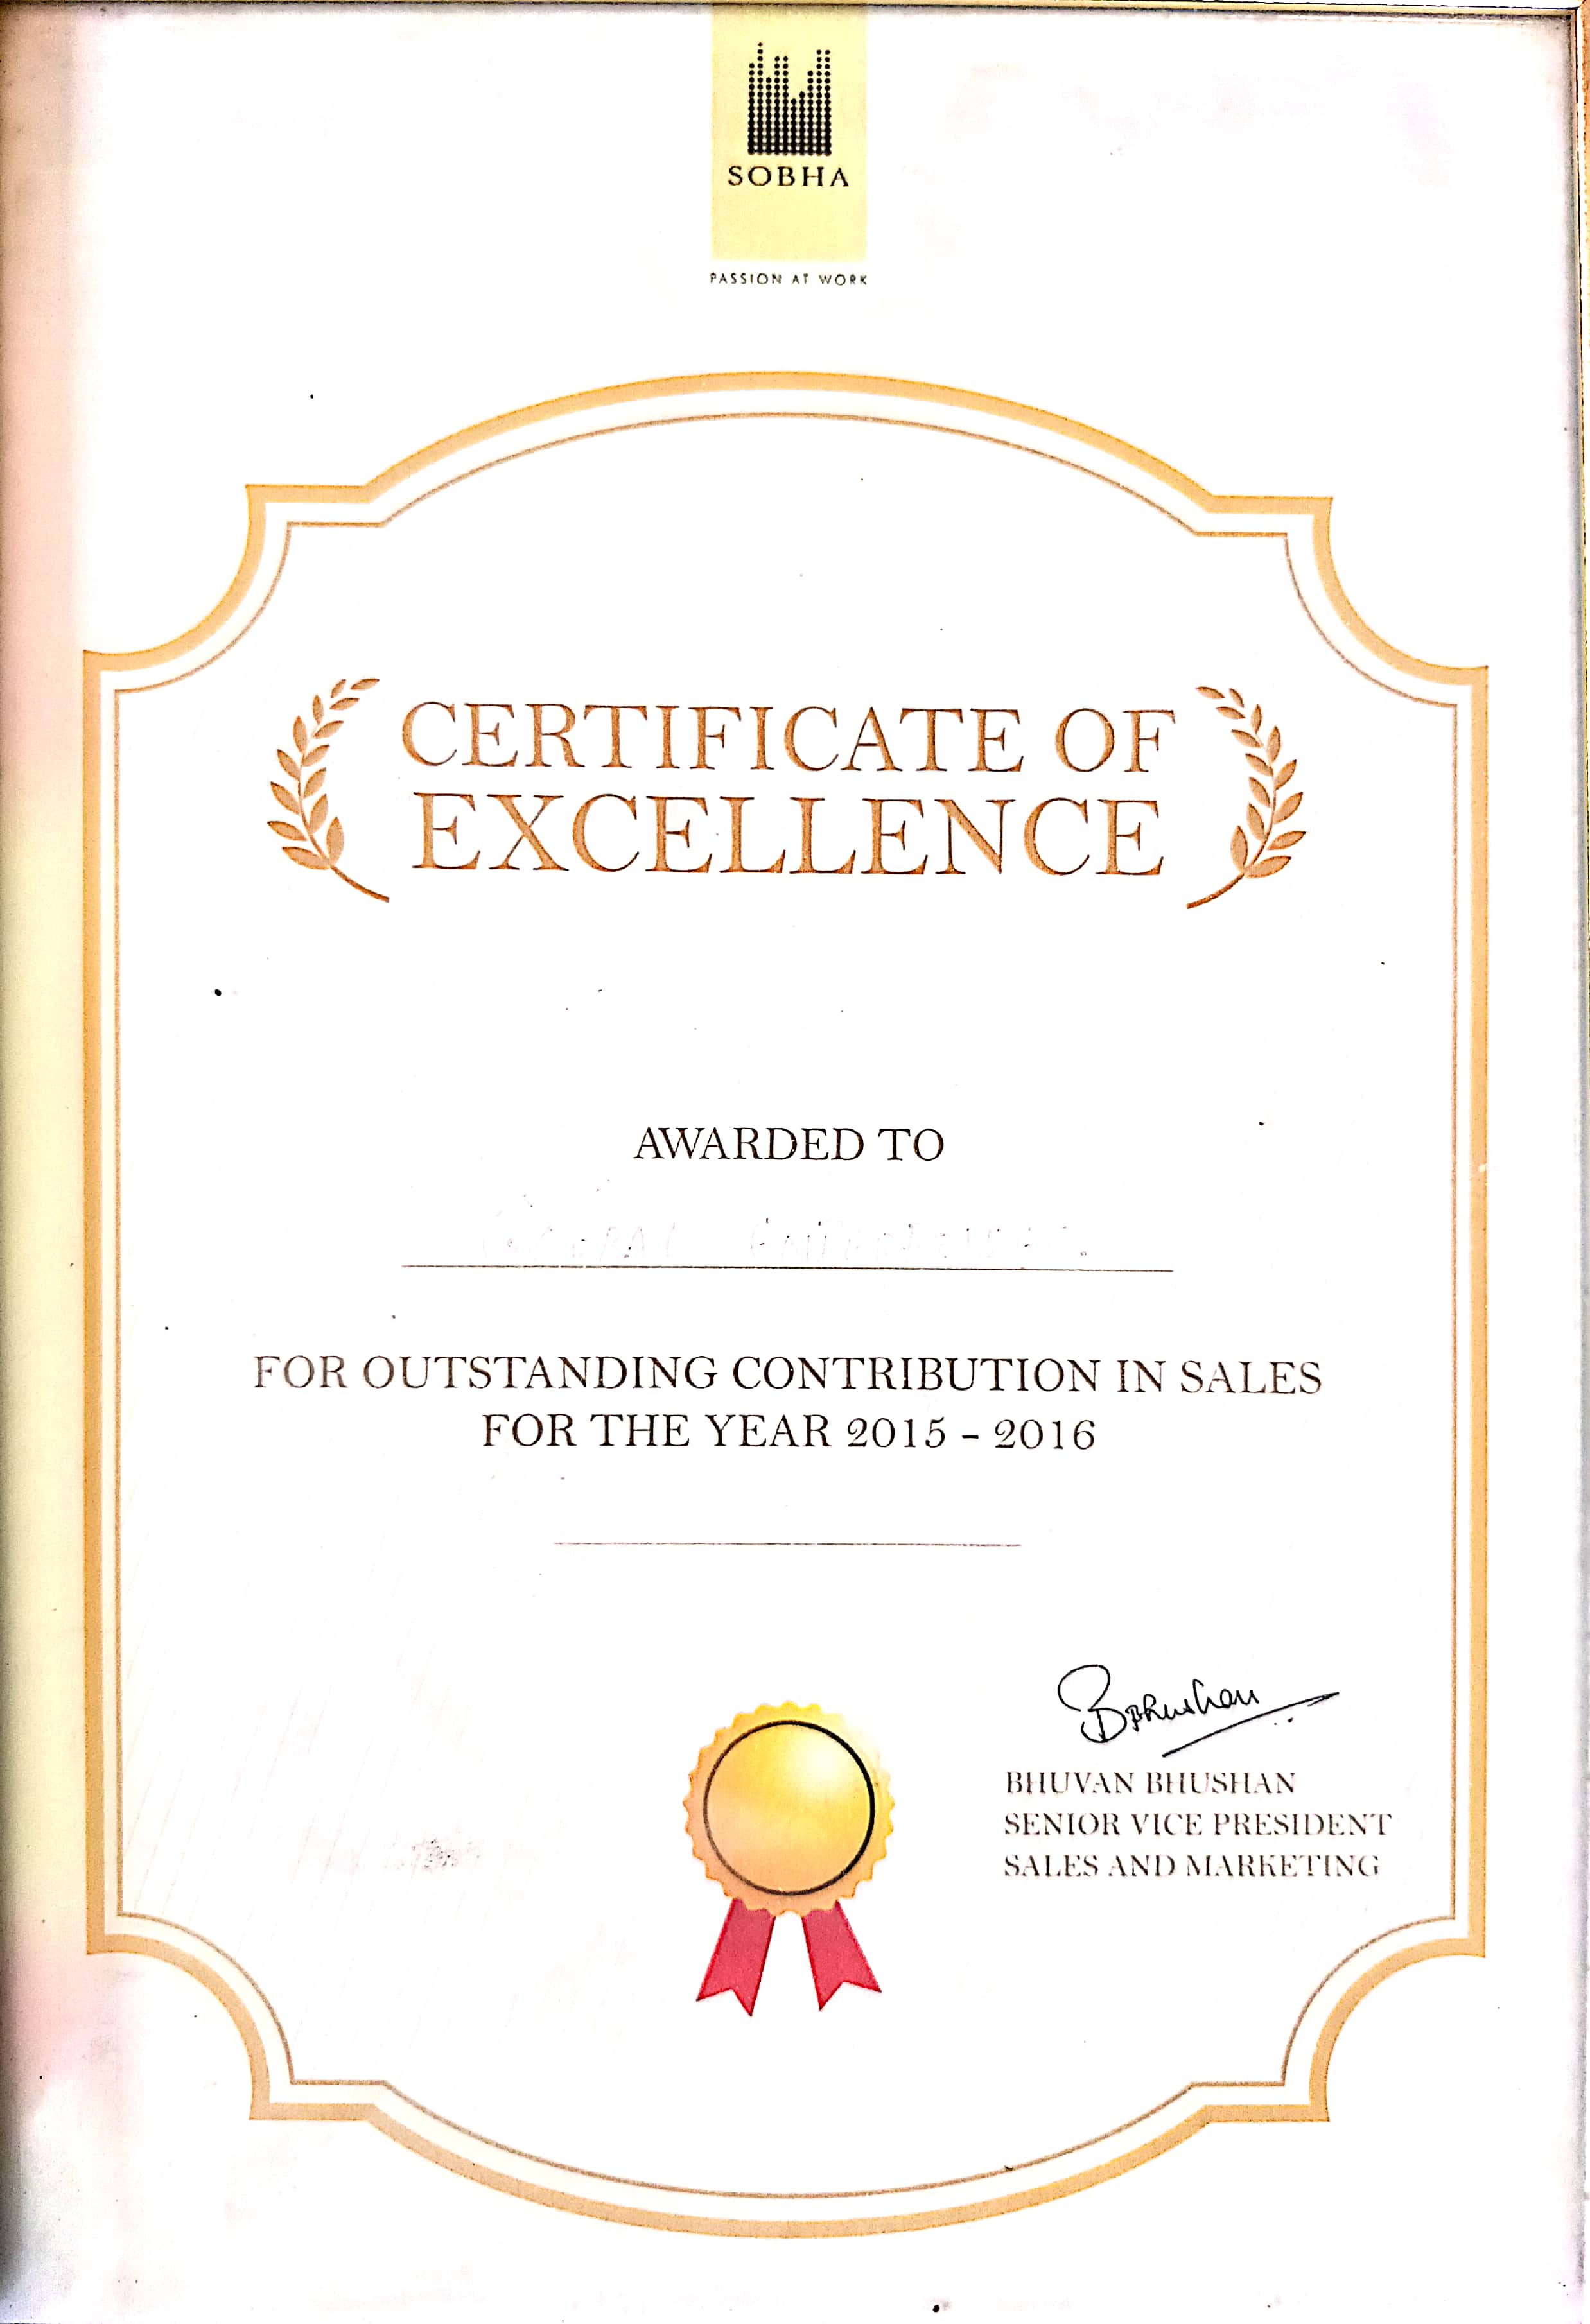 SOBHA
PASSION AT WORK
CERTIFICATE OF
EXCELLENCE
AWARDED TO
FOR OUTSTANDING CONTRIBUTION IN SALES
FOR THE YEAR 2015 - 2016
BBhushan
BHUVAN BHUSHAN
SENIOR VICE PRESIDENT
SALES AND MARKETING